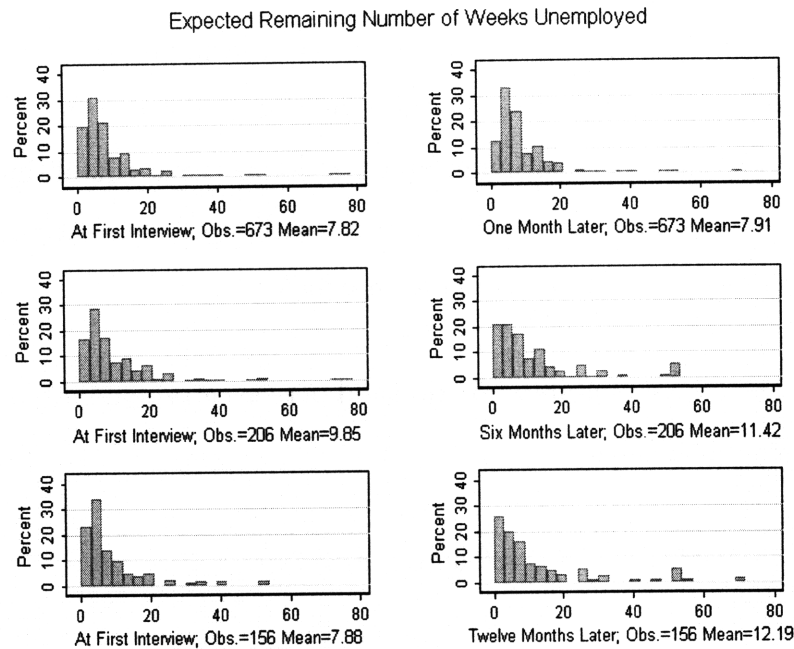 Expected Remaining Number of Weeks Unemployed
Percent
0 10 20 30 40
0 20 40 60 80
At First Interview; Obs.=673 Mean=7.82
Percent
0 10 20 30 40
0 20 40 60 80
One Month Later; Obs.=673 Mean=7.91
Percent
0 10 20 30 40
0 20 40 60 80
At First Interview; Obs.=206 Mean=9.85
Percent
0 10 20 30 40
0 20 40 60 80
Six Months Later; Obs.=206 Mean=11.42
Percent
0 10 20 30 40
0 20 40 60 80
At First Interview; Obs.=156 Mean=7.88
Percent
0 10 20 30 40
0 20 40 60 80
Twelve Months Later; Obs.=156 Mean=12.19